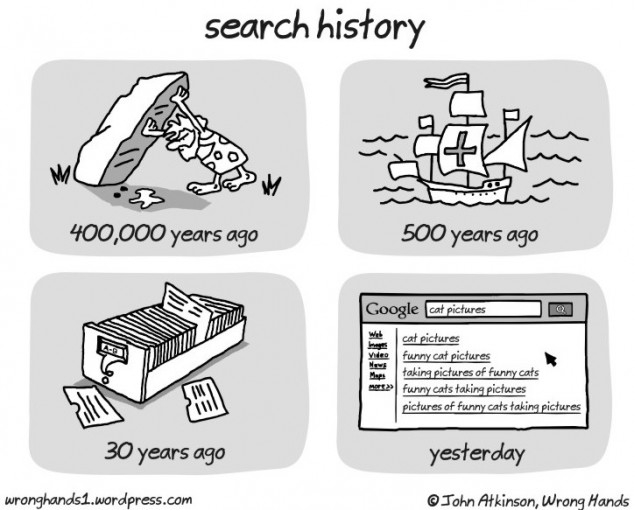 search history
400,000 years ago
500 years ago
A-D
30 years ago
Google cat pictures
Web
Images
Video
News
Maps
more>>
cat pictures
funny cat pictures
taking pictures of funny cats
funny cats taking pictures
pictures of funny cats taking pictures
yesterday
wronghands1.wordpress.com
© John Atkinson, Wrong Hands